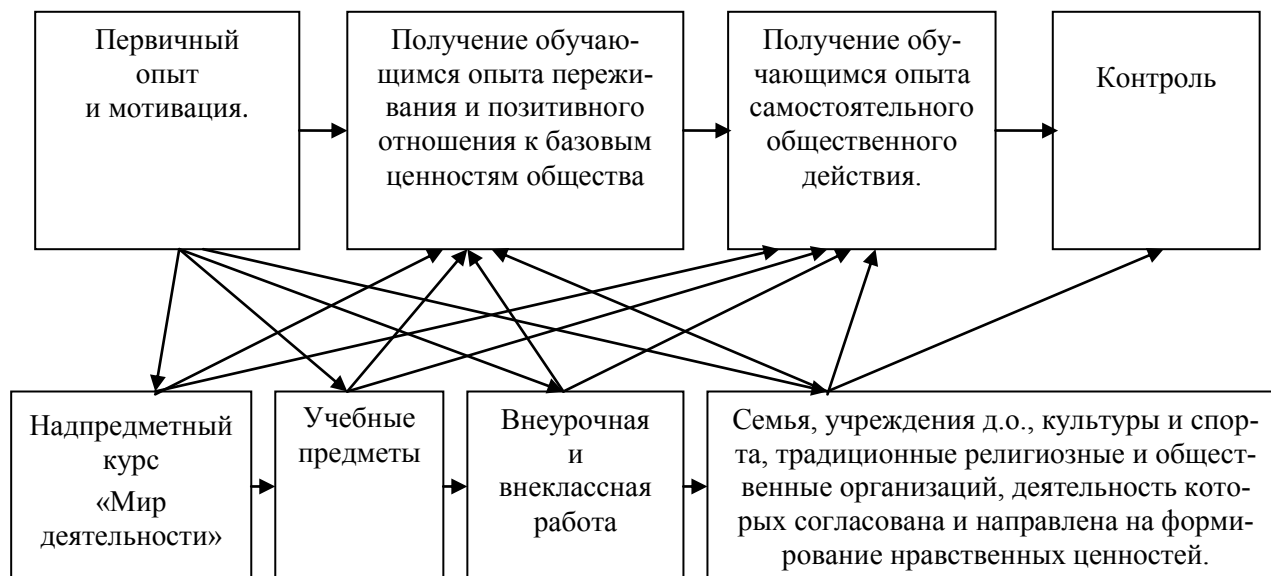 Первичный
опыт
и мотивация.
Получение обучаю-
щимся опыта пережи-
вания и позитивного
отношения к базовым
ценностям общества
Получение обу-
чающимся опыта
самостоятельного
общественного
действия.
Контроль
Надпредметный
курс
«Мир
деятельности»
Учебные
предметы
Внеурочная
и
внеклассная
работа
Семья, учреждения д.о., культуры и спор-
та, традиционные религиозные и общест-
венные организаций, деятельность кото-
рых согласована и направлена на форми-
рование нравственных ценностей.